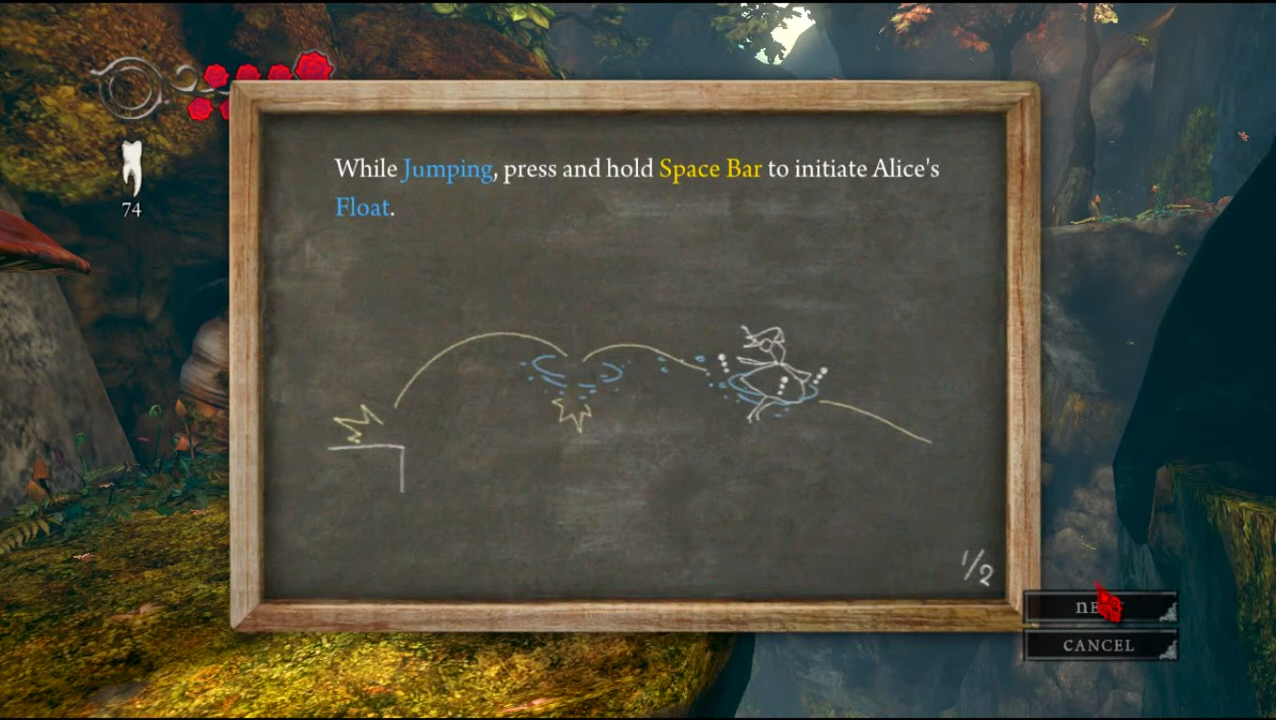 While Jumping, press and hold Space Bar to initiate Alice's
Float.
74
1/2
CANCEL